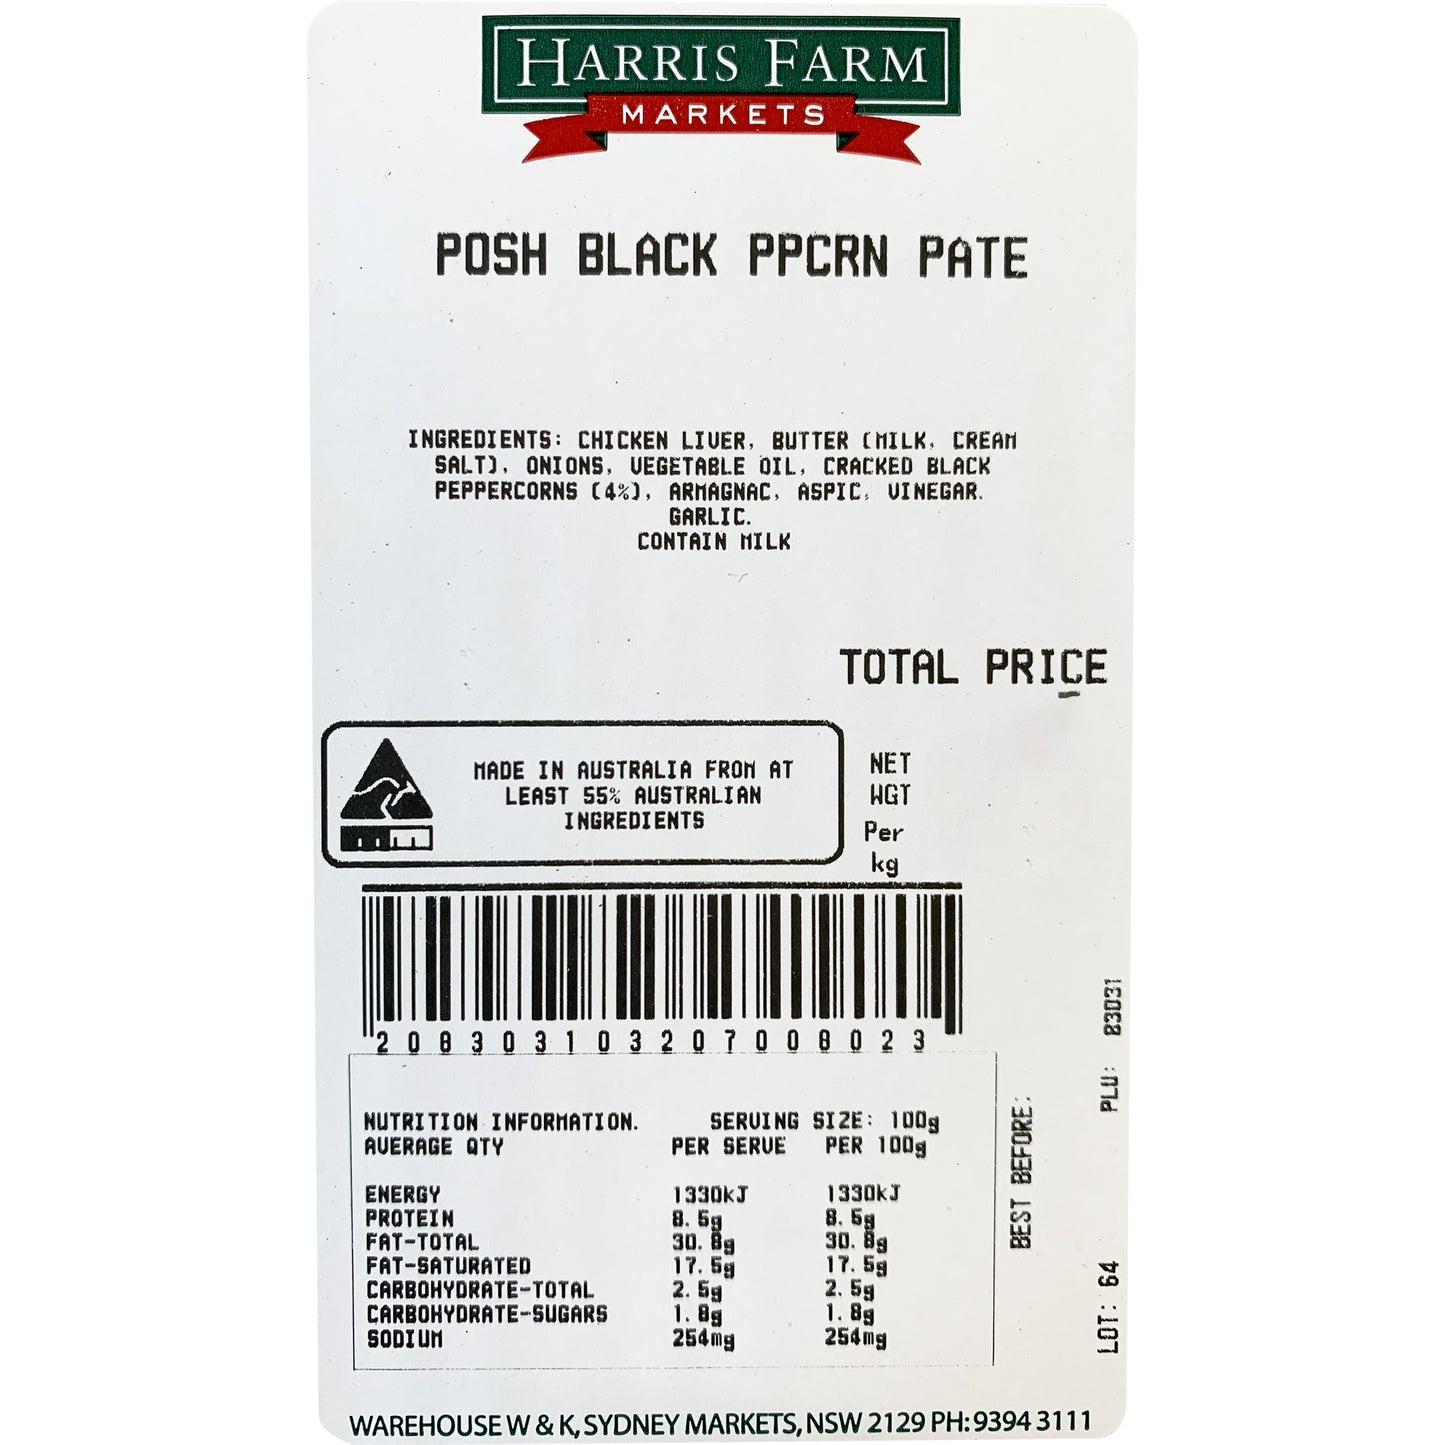 HARRIS FARM
MARKETS
POSH BLACK PPCRN PATE
INGREDIENTS: CHICKEN LIVER, BUTTER (MILK, CREAM
SALT), ONIONS, VEGETABLE OIL, CRACKED BLACK
PEPPERCORNS (4%), ARMAGNAC, ASPIC, VINEGAR.
GARLIC.
CONTAIN MILK
TOTAL PRICE
MADE IN AUSTRALIA FROM AT
LEAST 55% AUSTRALIAN
INGREDIENTS
NET
WGT
Per
kg
208303103207008023
NUTRITION INFORMATION. SERVING SIZE: 100g
AVERAGE QTY PER SERVE PER 100g
ENERGY 1330kJ 1330kJ
PROTEIN 8.5g 8.5g
FAT-TOTAL 30.8g 30.8g
FAT-SATURATED 17.5g 17.5g
CARBOHYDRATE-TOTAL 2.5g 2.5g
CARBOHYDRATE-SUGARS 1.8g 1.8g
SODIUM 254mg 254mg
BEST BEFORE:
PLU: 83031
LOT: 64
WAREHOUSE W & K, SYDNEY MARKETS, NSW 2129 PH: 9394 3111